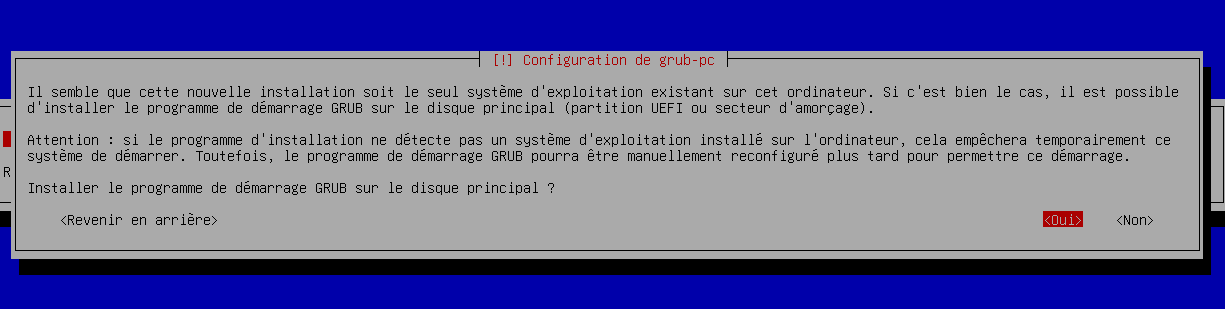 [!] Configuration de grub-pc
Il semble que cette nouvelle installation soit le seul système d'exploitation existant sur cet ordinateur. Si c'est bien le cas, il est possible
d'installer le programme de démarrage GRUB sur le disque principal (partition UEFI ou secteur d'amorçage).
Attention : si le programme d'installation ne détecte pas un système d'exploitation installé sur l'ordinateur, cela empêchera temporairement ce
système de démarrer. Toutefois, le programme de démarrage GRUB pourra être manuellement reconfiguré plus tard pour permettre ce démarrage.
R
Installer le programme de démarrage GRUB sur le disque principal ?
<Revenir en arrière> <Oui> <Non>